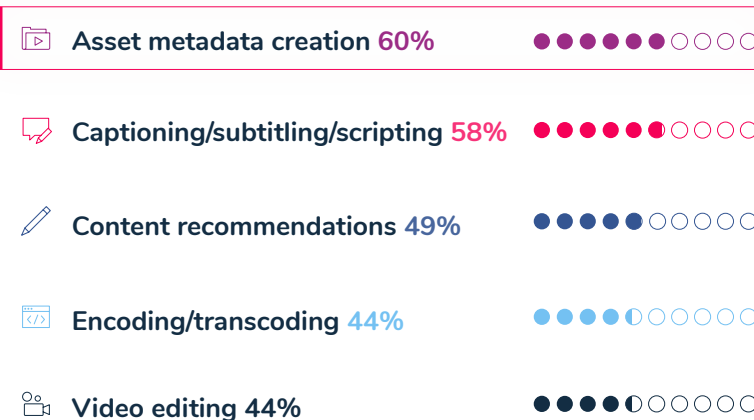 Asset metadata creation 60%
Captioning/subtitling/scripting 58%
Content recommendations 49%
Encoding/transcoding 44%
Video editing 44%